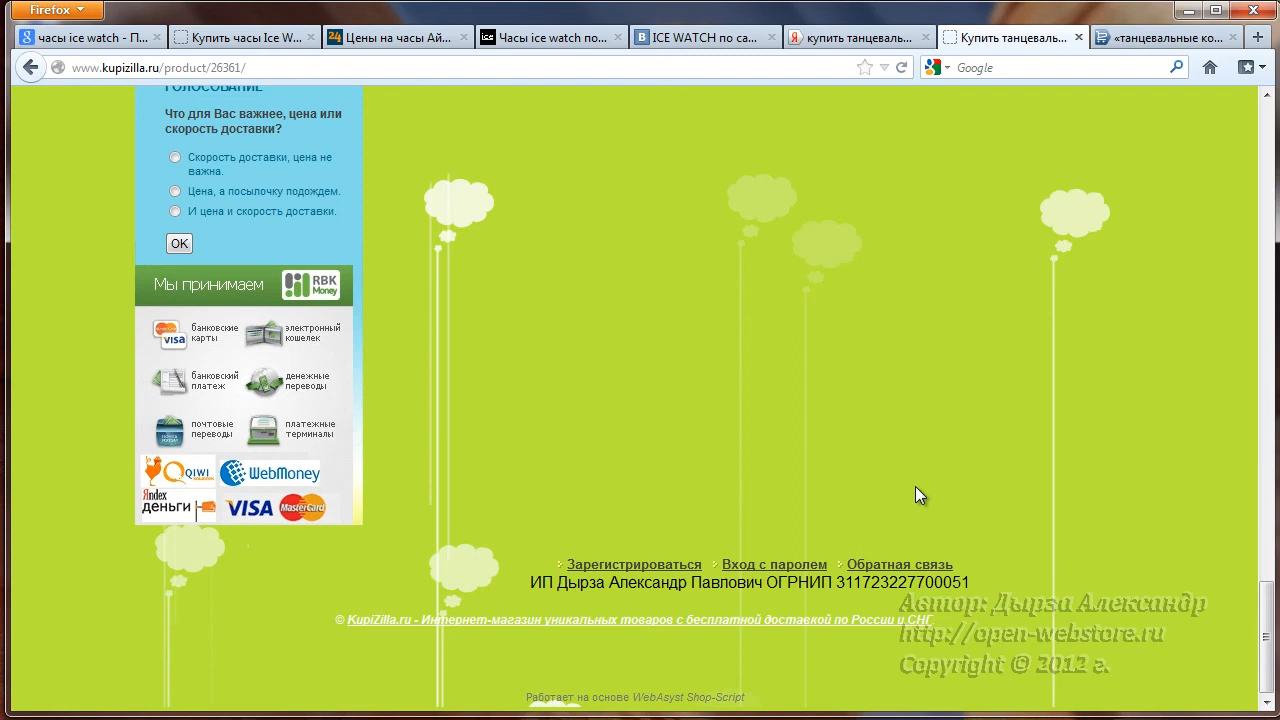 Firefox
часы ice watch - П...
Купить часы Ice W...
Цены на часы Ай...
Часы ice watch по...
ICE WATCH по са...
купить танцеваль...
Купить танцеваль...
«танцевальные ко...
www.kupizilla.ru/product/26361/
Google
ГОЛОСОВАНИЕ
Что для Вас важнее, цена или
скорость доставки?
Скорость доставки, цена не
важна.
Цена, а посылочку подождем.
И цена и скорость доставки.
OK
Мы принимаем
RBK
Money
банковские
карты
электронный
кошелек
банковский
платеж
денежные
переводы
почтовые
переводы
платежные
терминалы
QIWI
WebMoney
Яndex
деньги
VISA
MasterCard
Зарегистрироваться
Вход с паролем
Обратная связь
ИП Дырза Александр Павлович ОГРНИП 311723227700051
© KupiZilla.ru - Интернет-магазин уникальных товаров с бесплатной доставкой по России и СНГ
Автор: Дырза Александр
http://open-webstore.ru
Copyright © 2012 г.
Работает на основе WebAsyst Shop-Script